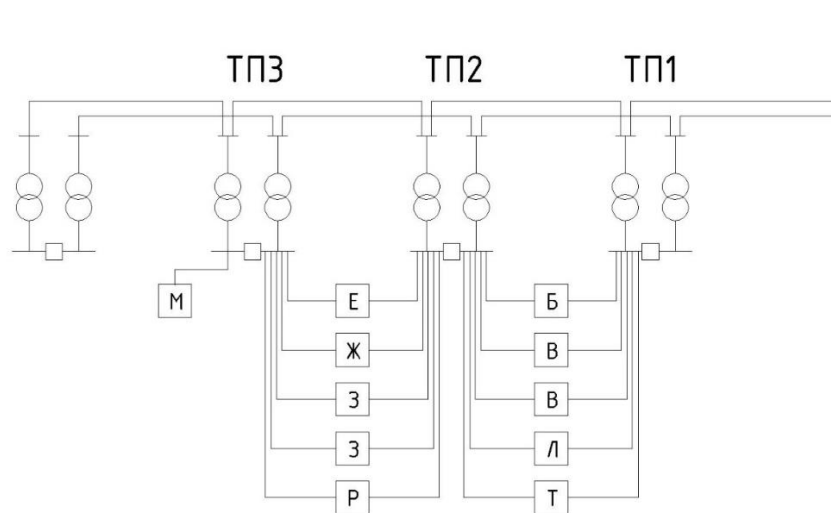 ТП3 ТП2 ТП1
М Е Б
Ж В
З В
З Л
Р Т